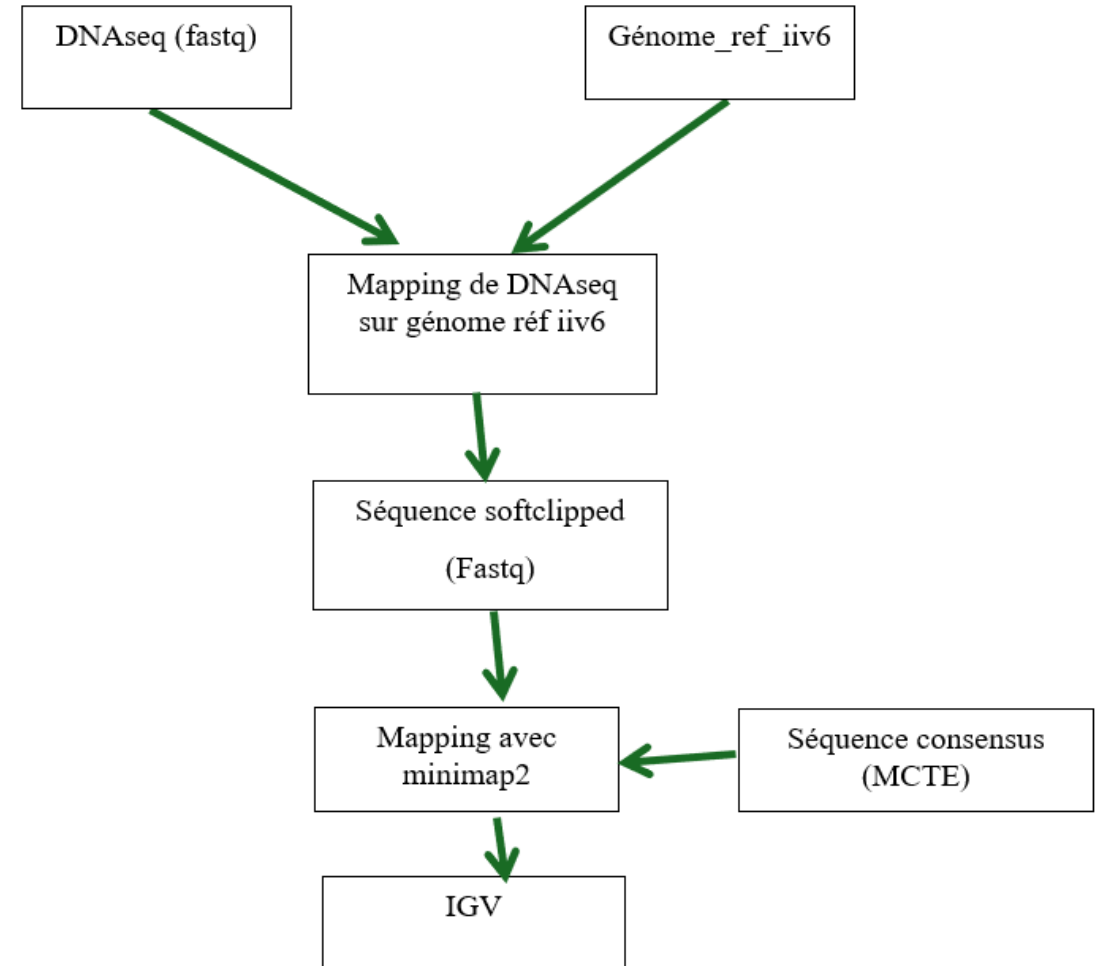 DNAseq (fastq)
Génome_ref_iiv6
Mapping de DNAseq
sur génome réf iiv6
Séquence softclipped
(Fastq)
Mapping avec
minimap2
Séquence consensus
(MCTE)
IGV